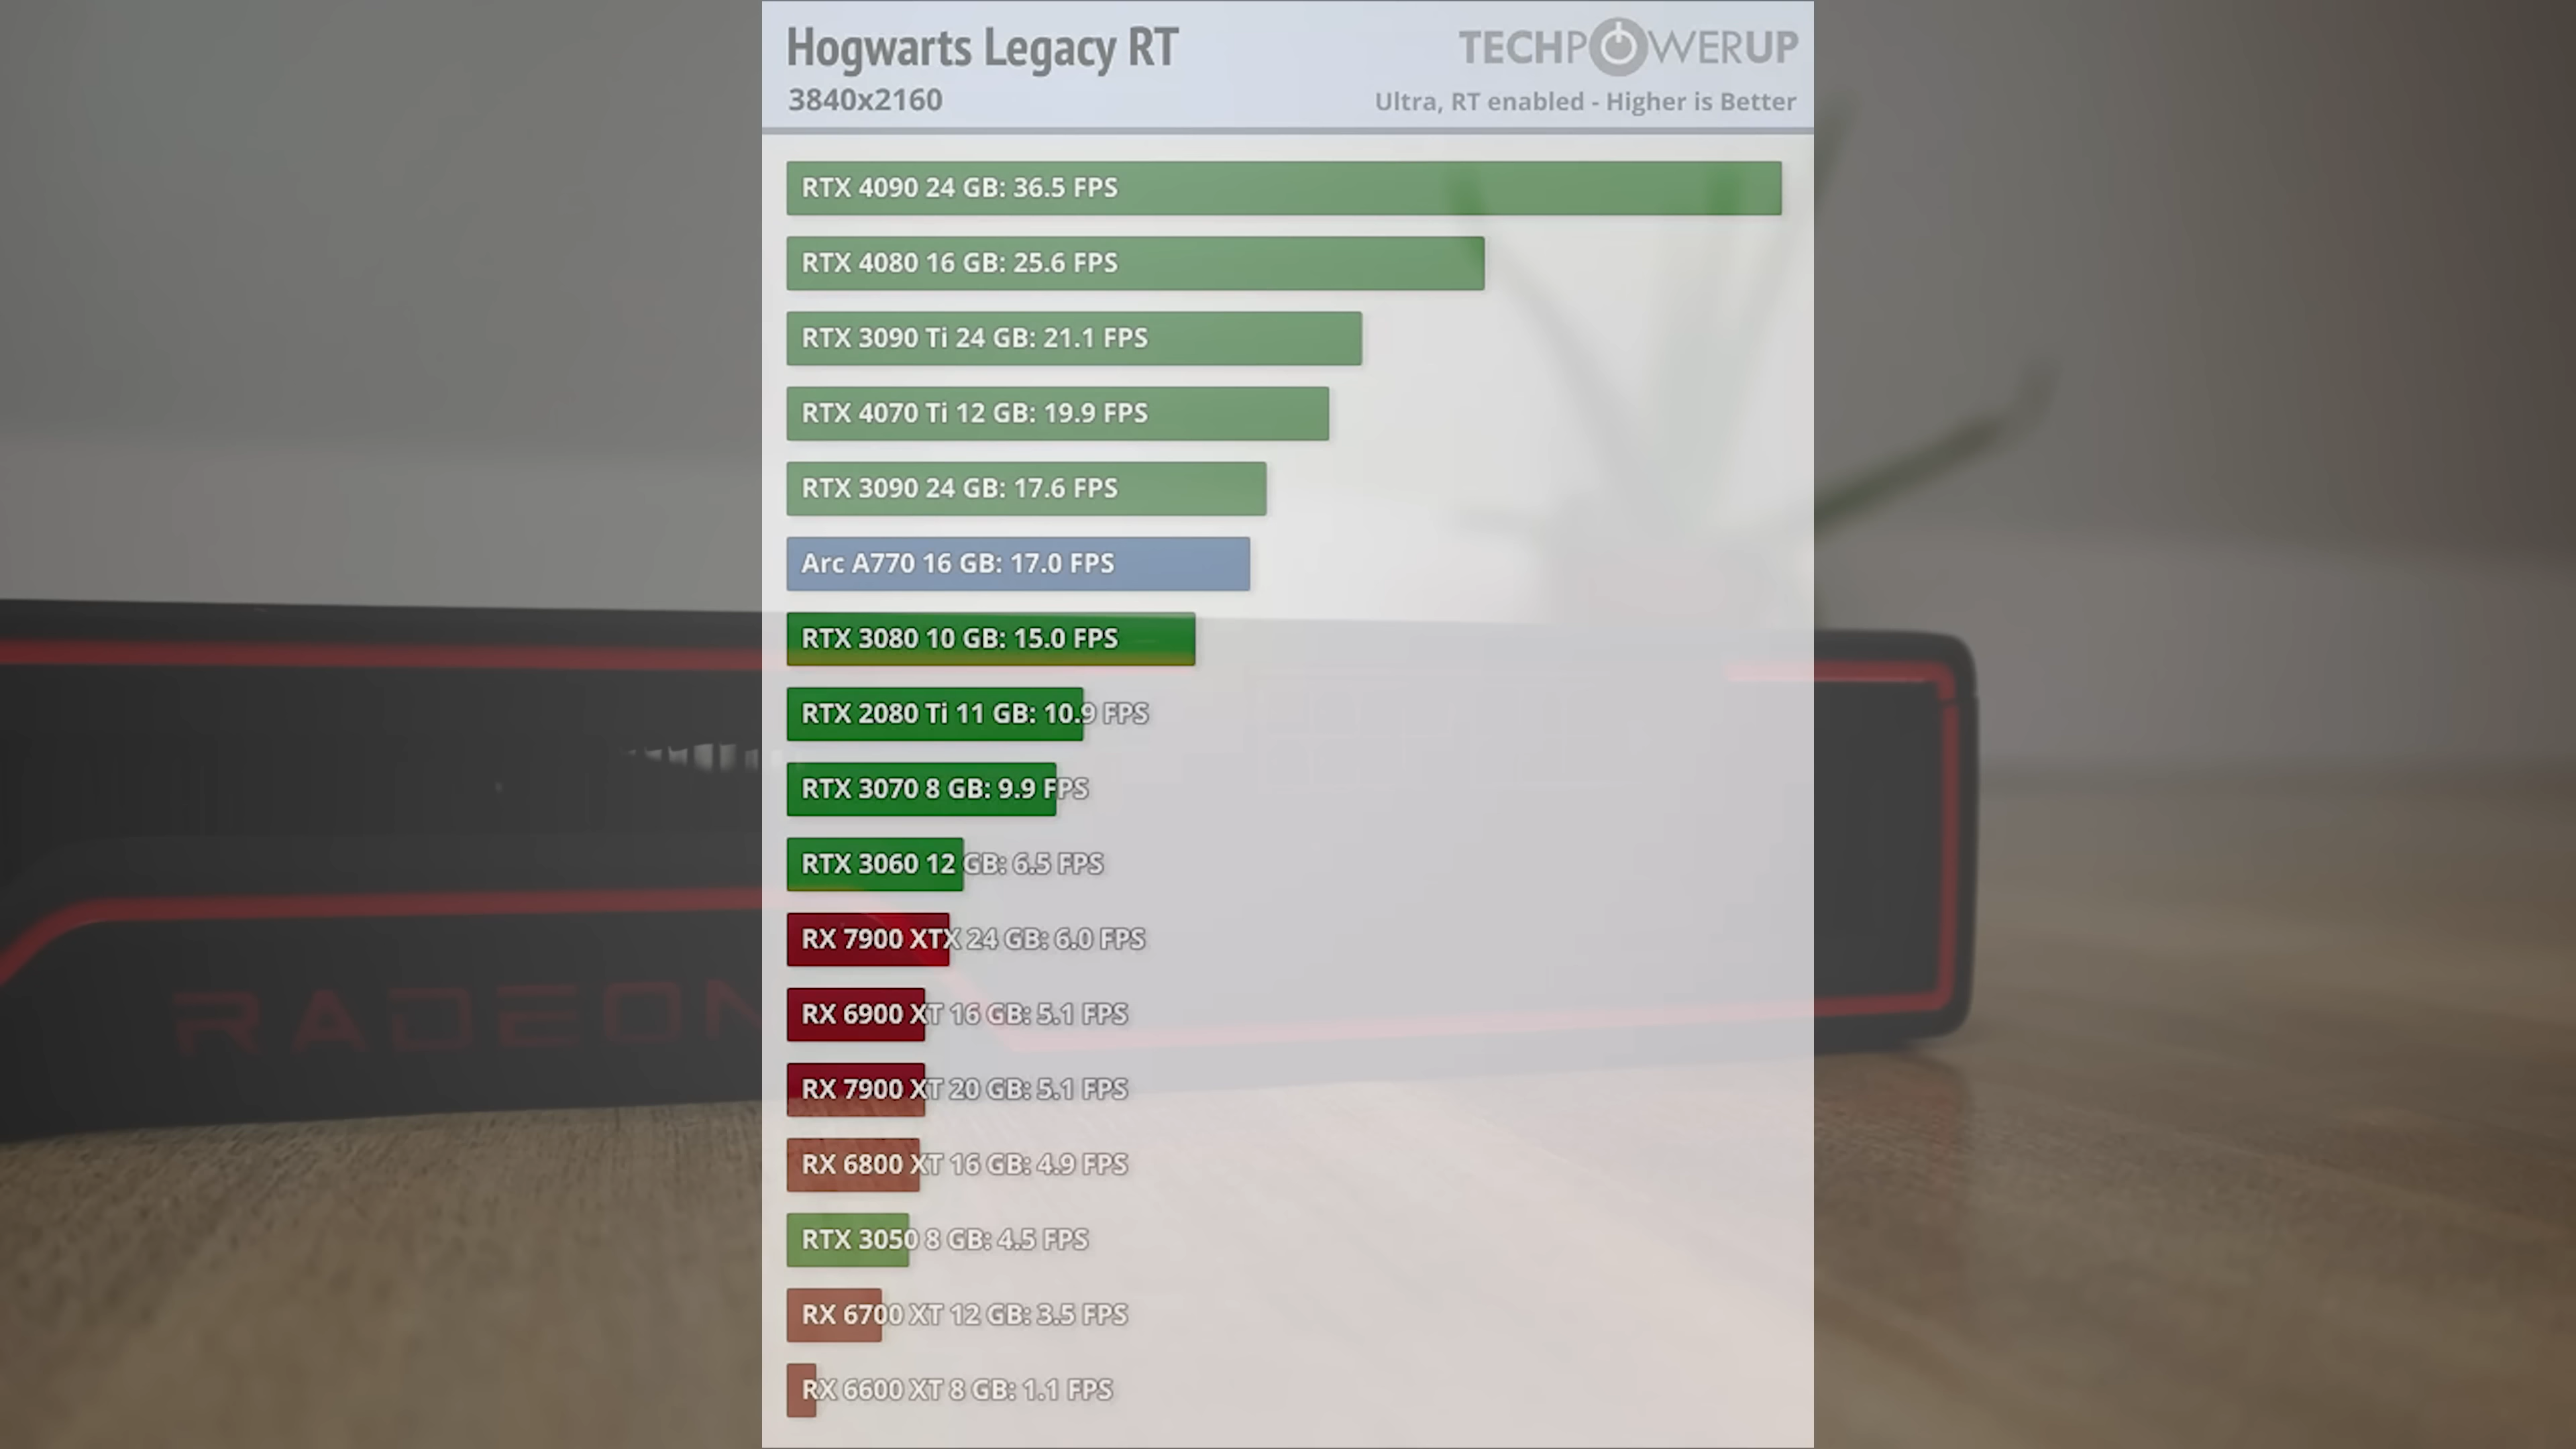 Hogwarts Legacy RT
TECHPOWERUP
3840x2160
Ultra, RT enabled - Higher is Better
RTX 4090 24 GB: 36.5 FPS
RTX 4080 16 GB: 25.6 FPS
RTX 3090 Ti 24 GB: 21.1 FPS
RTX 4070 Ti 12 GB: 19.9 FPS
RTX 3090 24 GB: 17.6 FPS
Arc A770 16 GB: 17.0 FPS
RTX 3080 10 GB: 15.0 FPS
RTX 2080 Ti 11 GB: 10.9 FPS
RTX 3070 8 GB: 9.9 FPS
RTX 3060 12 GB: 6.5 FPS
RX 7900 XTX 24 GB: 6.0 FPS
RX 6900 XT 16 GB: 5.1 FPS
RADEON
RX 7900 XT 20 GB: 5.1 FPS
RX 6800 XT 16 GB: 4.9 FPS
RTX 3050 8 GB: 4.5 FPS
RX 6700 XT 12 GB: 3.5 FPS
RX 6600 XT 8 GB: 1.1 FPS